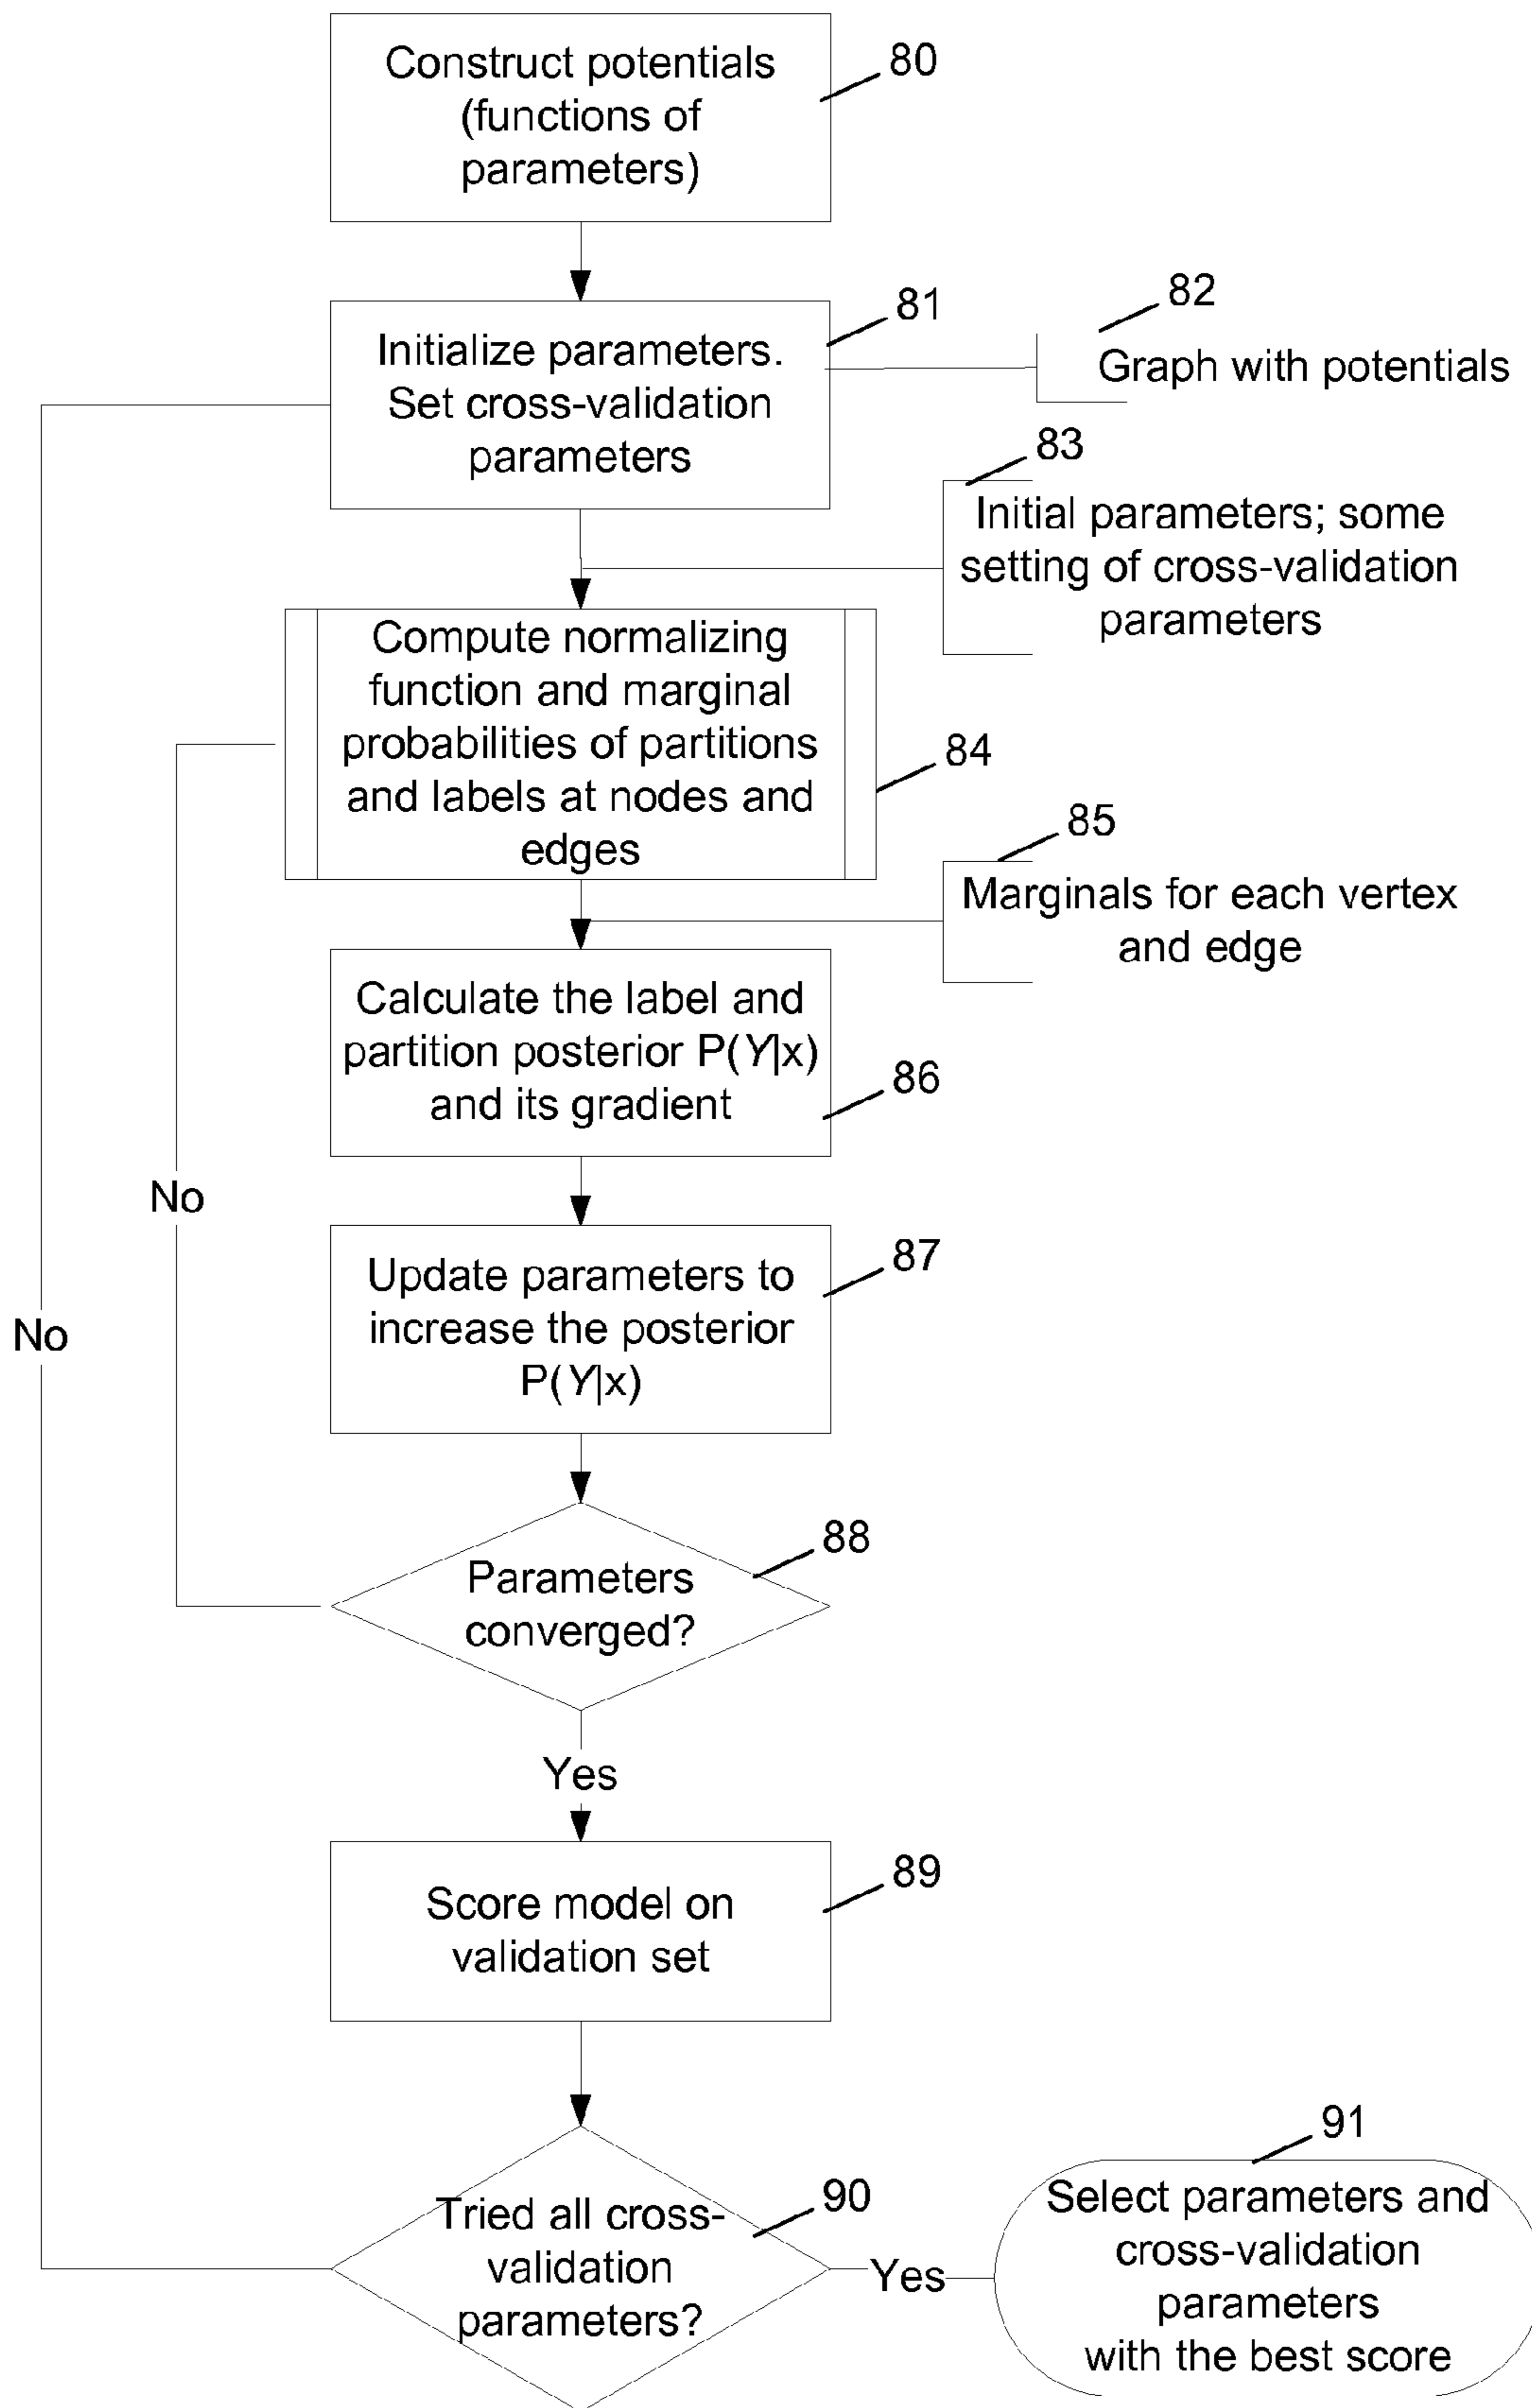 Construct potentials
(functions of
parameters)
80
Initialize parameters.
Set cross-validation
parameters
81
82
Graph with potentials
83
Initial parameters; some
setting of cross-validation
parameters
Compute normalizing
function and marginal
probabilities of partitions
and labels at nodes and
edges
84
85
Marginals for each vertex
and edge
Calculate the label and
partition posterior P(Y|x)
and its gradient
86
No
Update parameters to
increase the posterior
P(Y|x)
87
No
Parameters
converged?
88
Yes
Score model on
validation set
89
Tried all cross-
validation
parameters?
90
Yes
91
Select parameters and
cross-validation
parameters
with the best score